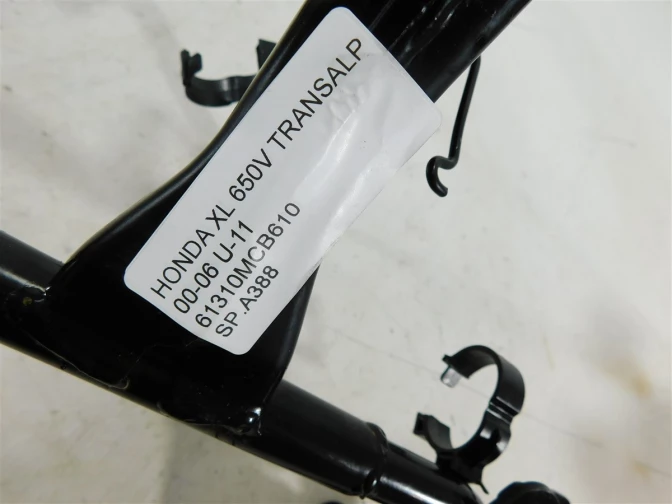 HONDA XL 650V TRANSALP
00-06 U-11
61310MCB610
SP.A388